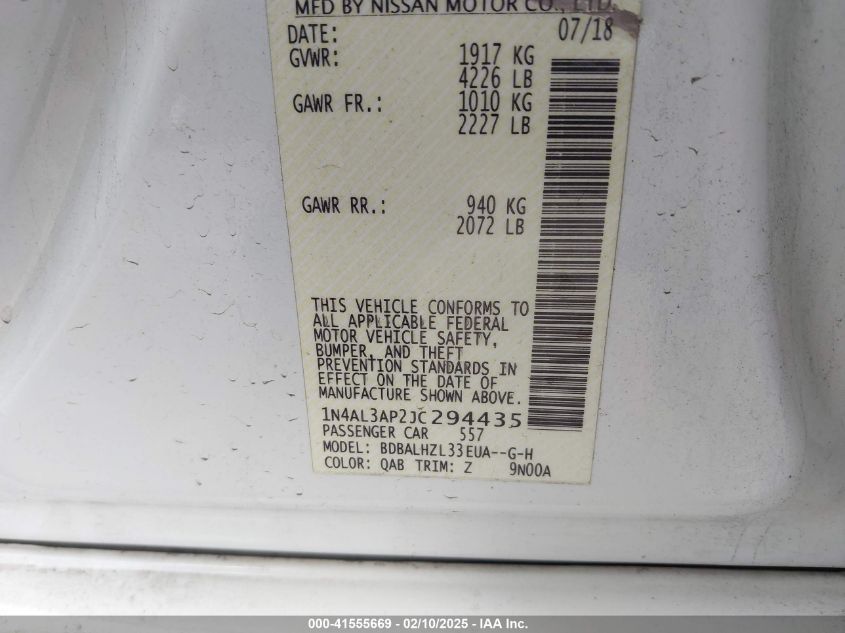 MFD BY NISSAN MOTOR CO., LTD.
DATE: 07/18
GVWR: 1917 KG
4226 LB
GAWR FR.: 1010 KG
2227 LB
GAWR RR.: 940 KG
2072 LB
THIS VEHICLE CONFORMS TO
ALL APPLICABLE FEDERAL
MOTOR VEHICLE SAFETY,
BUMPER, AND THEFT
PREVENTION STANDARDS IN
EFFECT ON THE DATE OF
MANUFACTURE SHOWN ABOVE.
1N4AL3AP2JC294435
PASSENGER CAR 557
MODEL: BDBALHZL33EUA--G-H
COLOR: QAB TRIM: Z 9N00A
000-41555669 - 02/10/2025 - IAA Inc.